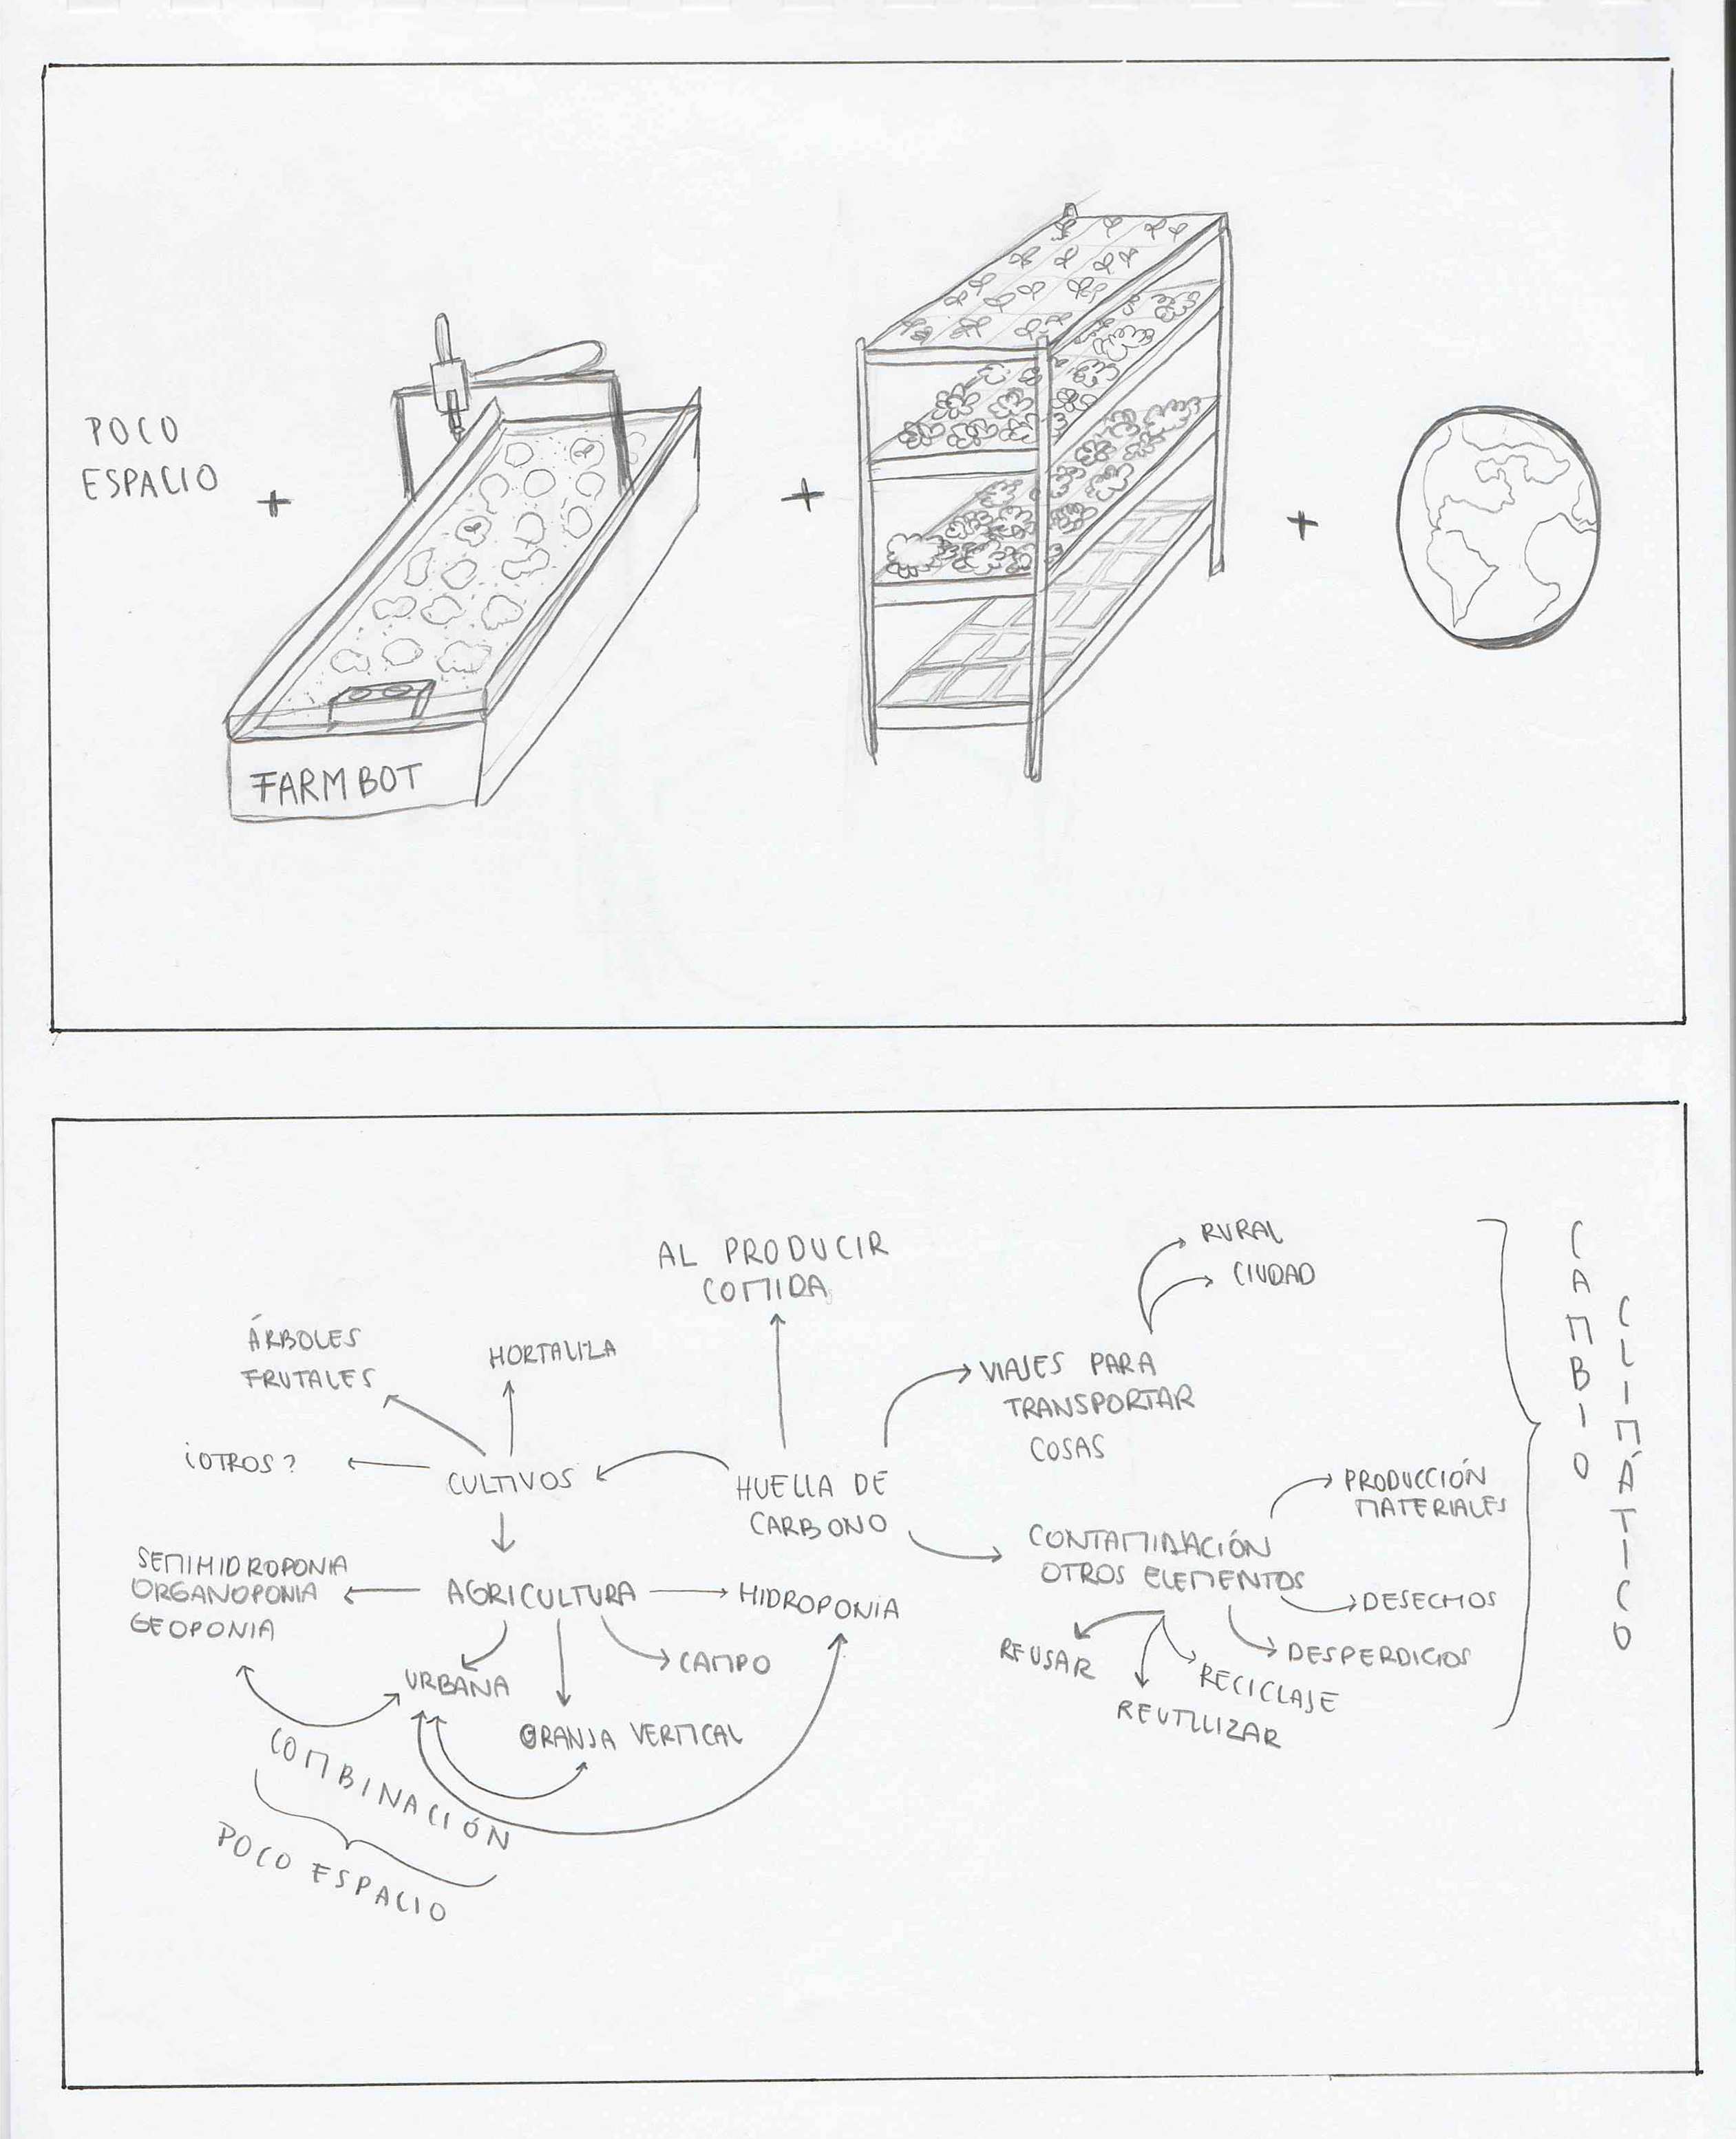 POCO
ESPACIO
+
+
+
FARMBOT
AL PRODUCIR
COMIDA
RURAL
CIUDAD
ÁRBOLES
FRUTALES
HORTALIZA
VIAJES PARA
TRANSPORTAR
COSAS
¿OTROS?
CULTIVOS
HUELLA DE
CARBONO
PRODUCCIÓN
MATERIALES
CONTAMINACIÓN
OTROS ELEMENTOS
SEMIHIDROPONIA
ORGANOPONIA
GEOPONIA
AGRICULTURA
HIDROPONIA
DESECHOS
DESPERDICIOS
REUSAR
RECICLAJE
REUTILIZAR
URBANA
CAMPO
GRANJA VERTICAL
COMBINACIÓN
POCO ESPACIO
CAMBIO
CLIMÁTICO